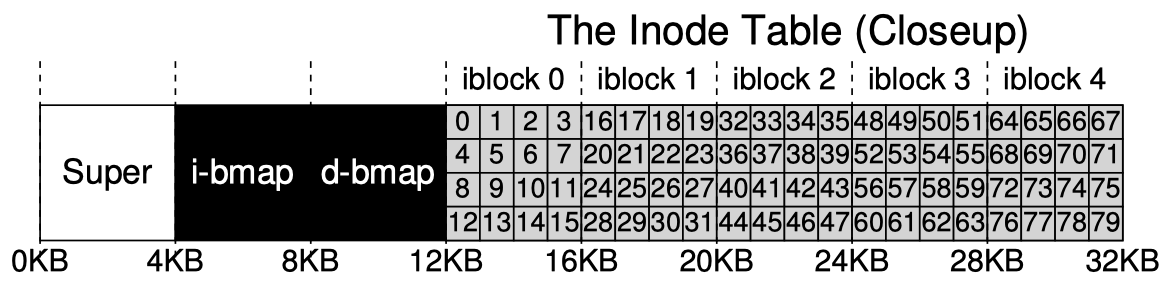 The Inode Table (Closeup)
iblock 0 iblock 1 iblock 2 iblock 3 iblock 4
0 1 2 3 16 17 18 19 32 33 34 35 48 49 50 51 64 65 66 67
4 5 6 7 20 21 22 23 36 37 38 39 52 53 54 55 68 69 70 71
Super i-bmap d-bmap
8 9 10 11 24 25 26 27 40 41 42 43 56 57 58 59 72 73 74 75
12 13 14 15 28 29 30 31 44 45 46 47 60 61 62 63 76 77 78 79
0KB 4KB 8KB 12KB 16KB 20KB 24KB 28KB 32KB